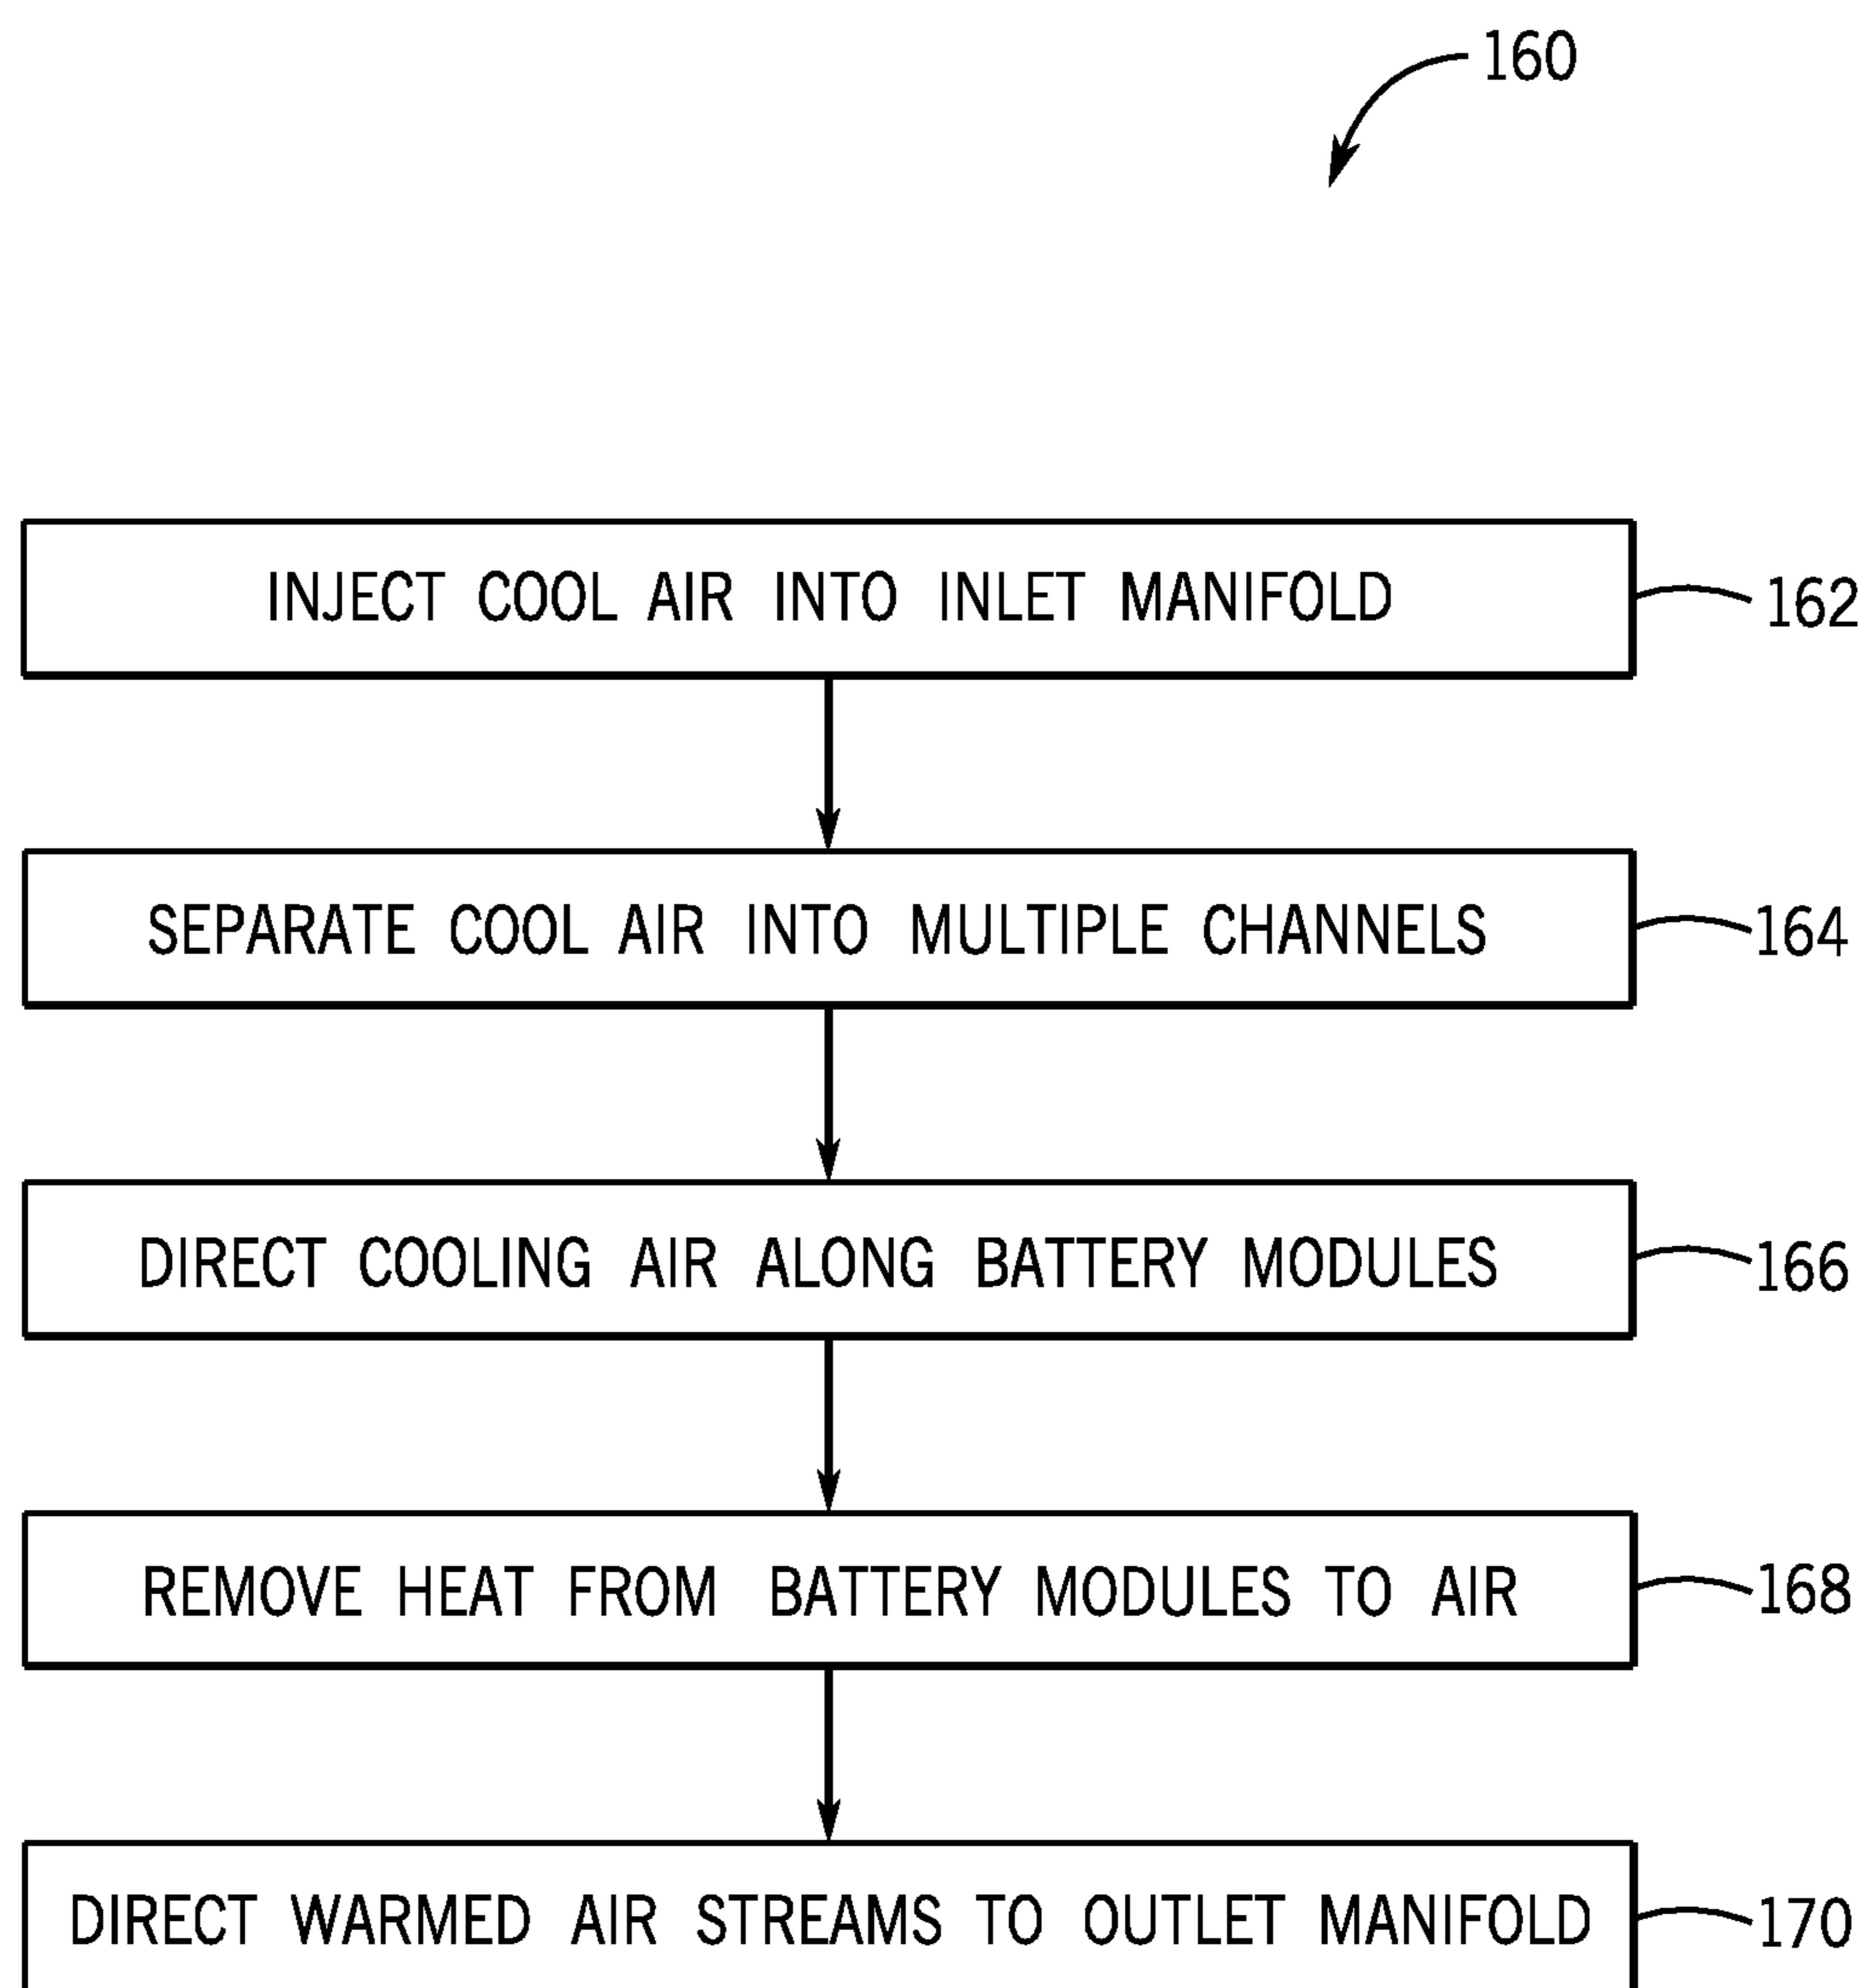 160
INJECT COOL AIR INTO INLET MANIFOLD
162
SEPARATE COOL AIR INTO MULTIPLE CHANNELS
164
DIRECT COOLING AIR ALONG BATTERY MODULES
166
REMOVE HEAT FROM BATTERY MODULES TO AIR
168
DIRECT WARMED AIR STREAMS TO OUTLET MANIFOLD
170